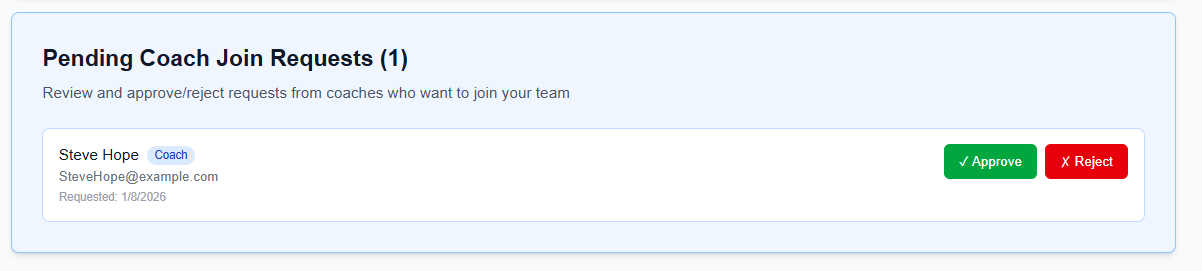 Pending Coach Join Requests (1)
Review and approve/reject requests from coaches who want to join your team
Steve Hope Coach
SteveHope@example.com
Requested: 1/8/2026
✓ Approve ✗ Reject